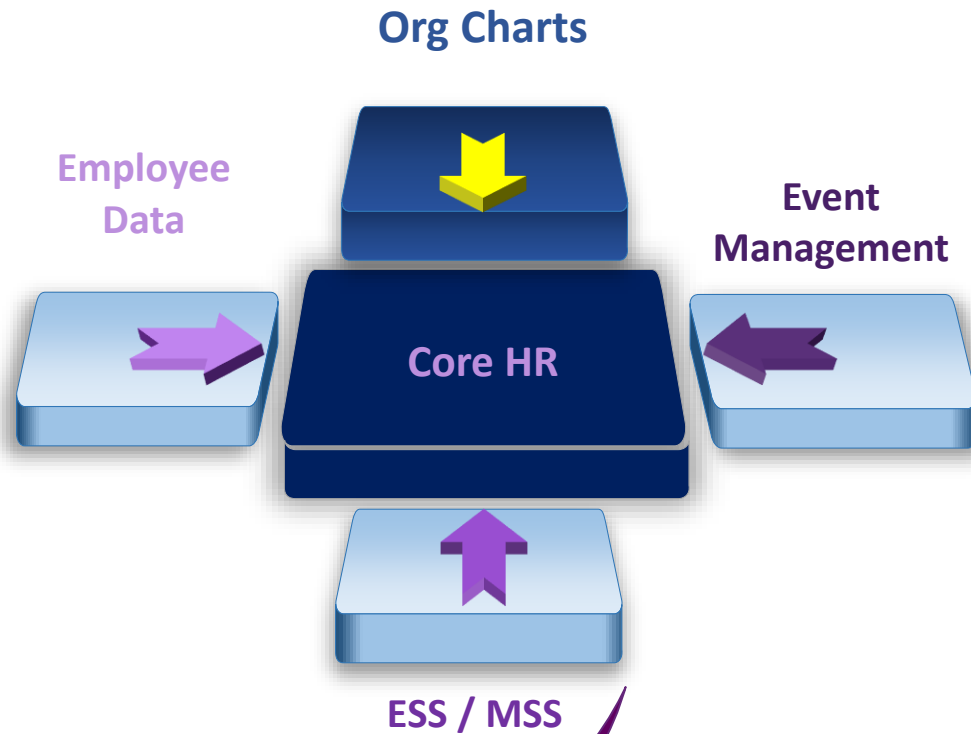 Org Charts
Employee
Data
Event
Management
Core HR
ESS / MSS